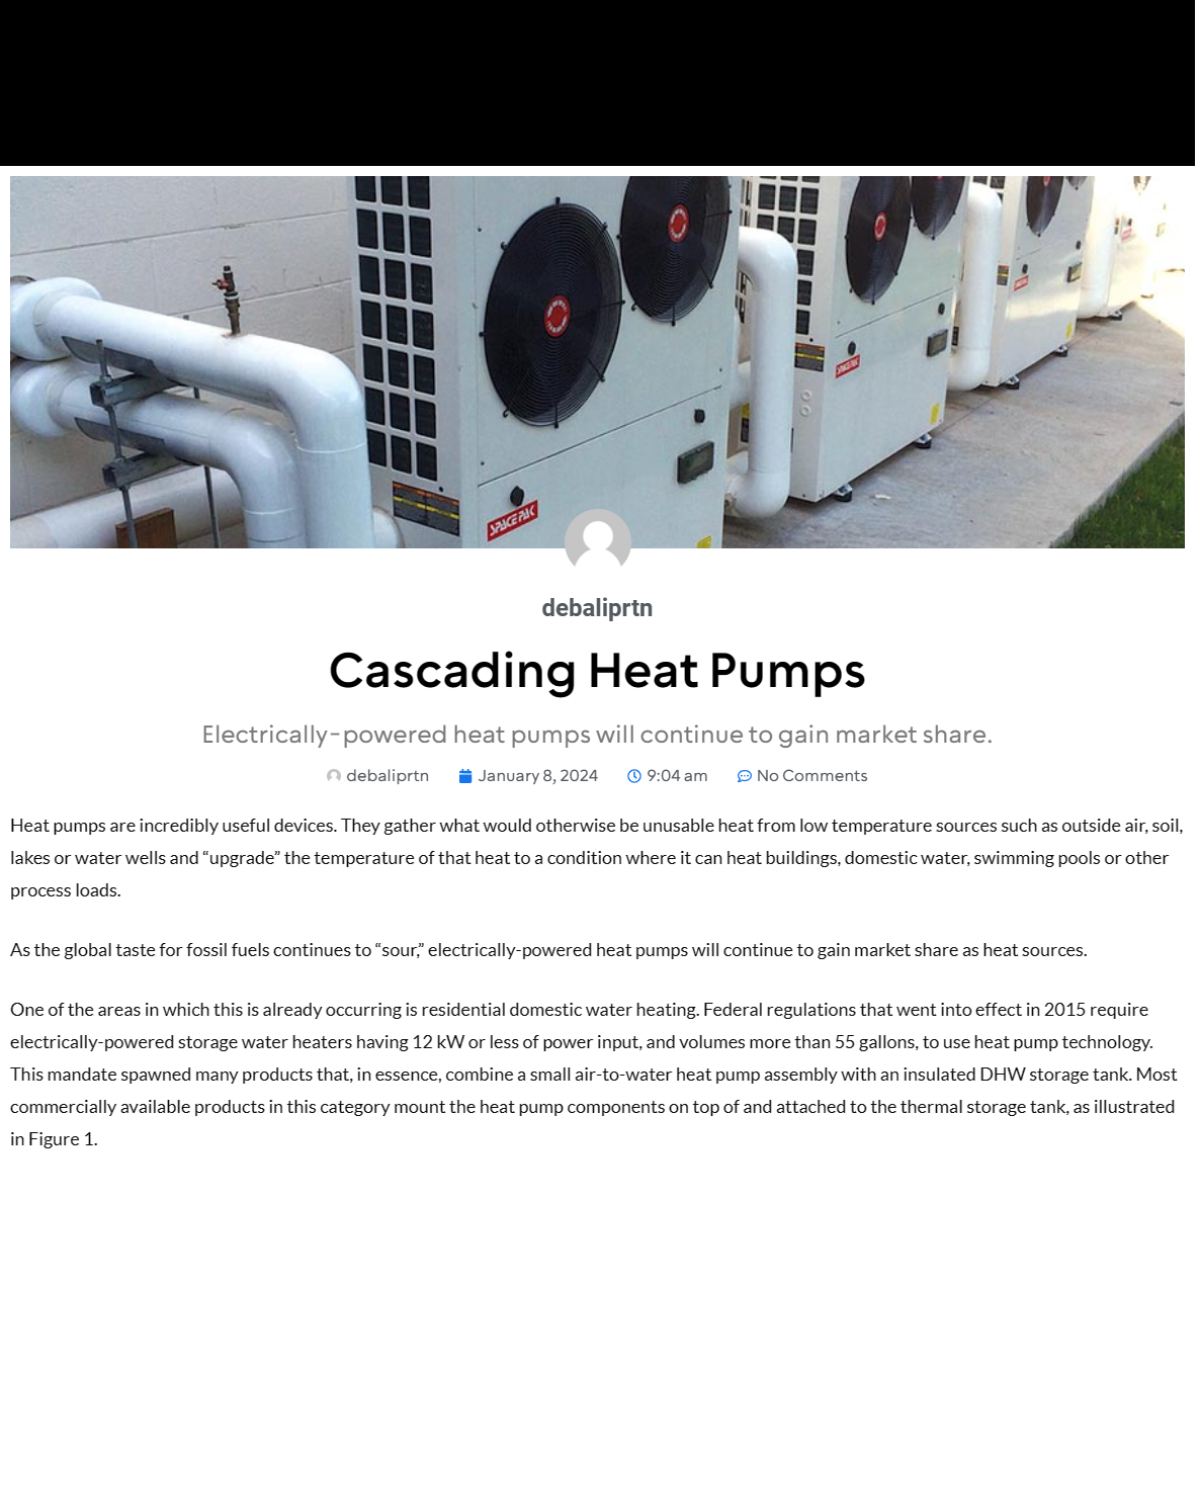 SPACEPAK
SPACEPAK
debaliprtn
Cascading Heat Pumps
Electrically-powered heat pumps will continue to gain market share.
debaliprtn January 8, 2024 9:04 am No Comments
Heat pumps are incredibly useful devices. They gather what would otherwise be unusable heat from low temperature sources such as outside air, soil,
lakes or water wells and “upgrade” the temperature of that heat to a condition where it can heat buildings, domestic water, swimming pools or other
process loads.
As the global taste for fossil fuels continues to “sour,” electrically-powered heat pumps will continue to gain market share as heat sources.
One of the areas in which this is already occurring is residential domestic water heating. Federal regulations that went into effect in 2015 require
electrically-powered storage water heaters having 12 kW or less of power input, and volumes more than 55 gallons, to use heat pump technology.
This mandate spawned many products that, in essence, combine a small air-to-water heat pump assembly with an insulated DHW storage tank. Most
commercially available products in this category mount the heat pump components on top of and attached to the thermal storage tank, as illustrated
in Figure 1.